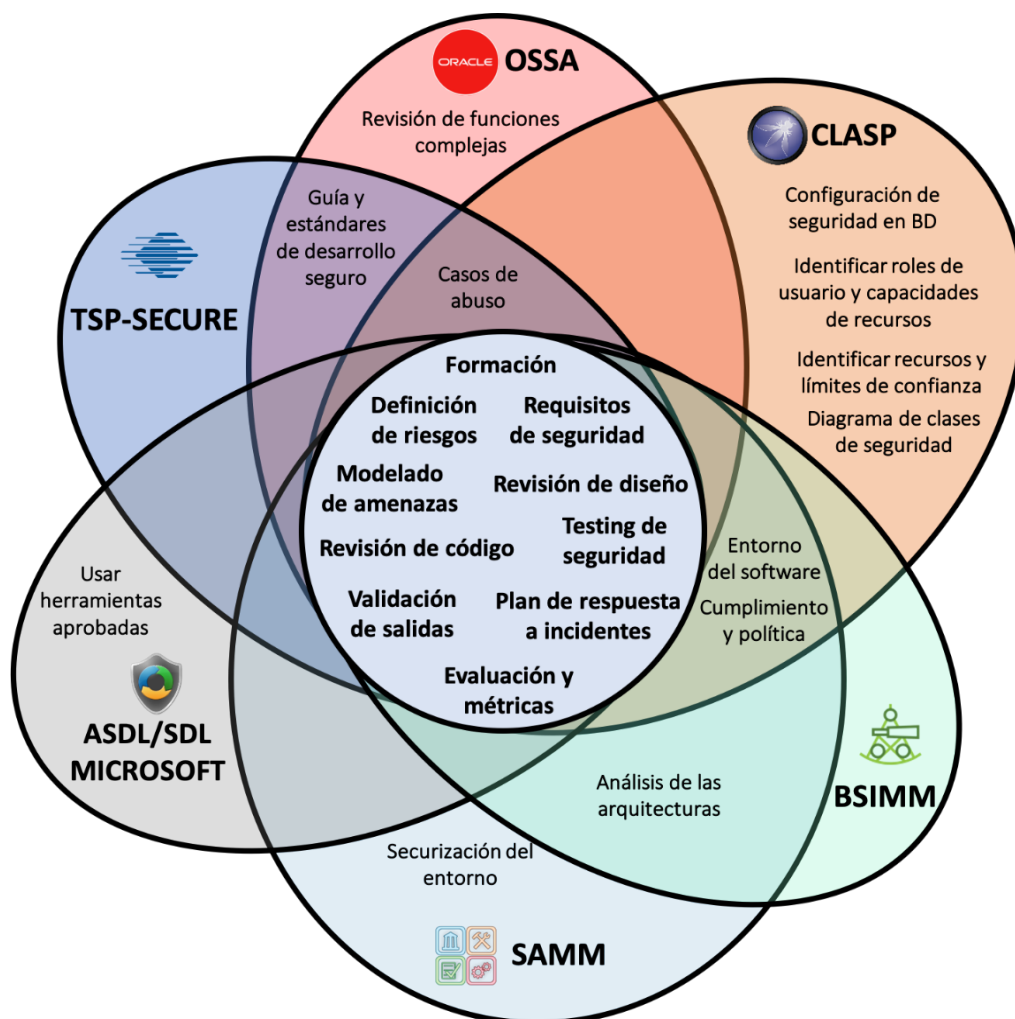 ORACLE
OSSA
Revisión de funciones
complejas
CLASP
Configuración de
seguridad en BD
Identificar roles de
usuario y capacidades
de recursos
Identificar recursos y
límites de confianza
Diagrama de clases
de seguridad
Guía y
estándares
de desarrollo
seguro
Casos de
abuso
TSP-SECURE
Formación
Definición
de riesgos
Requisitos
de seguridad
Modelado
de amenazas
Revisión de diseño
Revisión de código
Testing de
seguridad
Validación
de salidas
Plan de respuesta
a incidentes
Evaluación y
métricas
Entorno
del software
Cumplimiento
y política
Usar
herramientas
aprobadas
ASDL/SDL
MICROSOFT
BSIMM
Análisis de las
arquitecturas
Securización del
entorno
SAMM